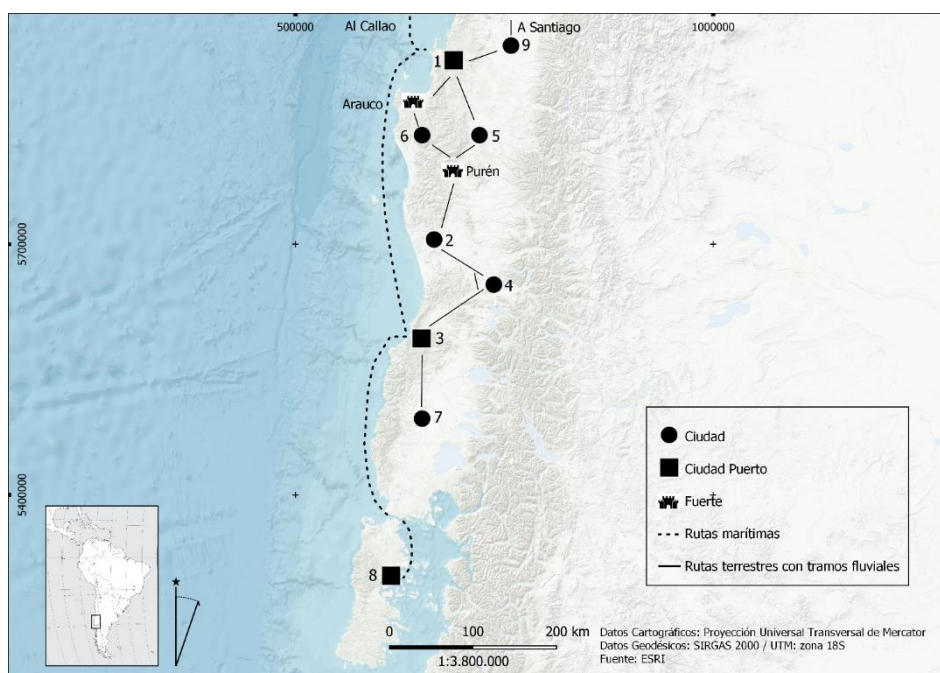 500000
Al Callao
A Santiago
1000000
9
1
Arauco
6
5
Purén
5700000
2
4
3
7
Ciudad
Ciudad Puerto
Fuerte
Rutas marítimas
Rutas terrestres con tramos fluviales
5400000
8
0 100 200 km
1:3.800.000
Datos Cartográficos: Proyección Universal Transversal de Mercator
Datos Geodésicos: SIRGAS 2000 / UTM: zona 18S
Fuente: ESRI